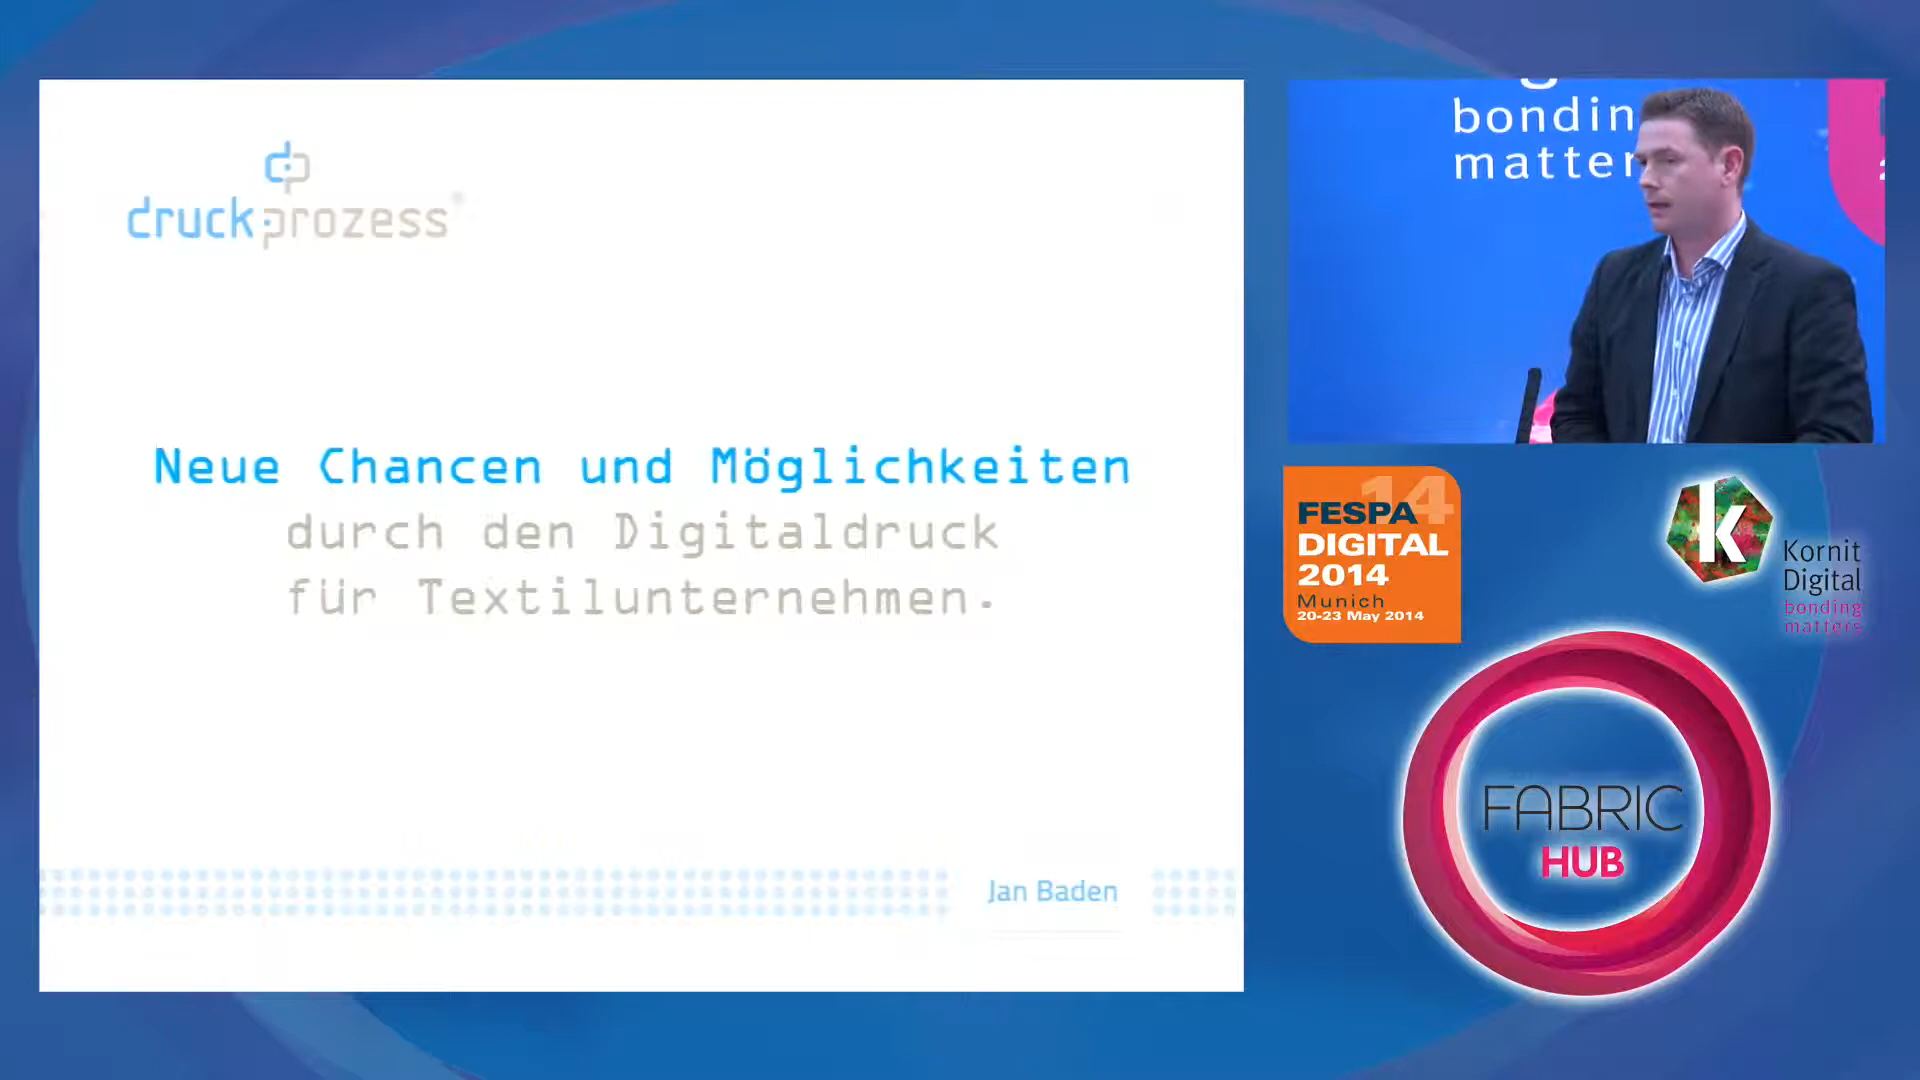 druckprozess®
Neue Chancen und Möglichkeiten
durch den Digitaldruck
für Textilunternehmen.
Jan Baden
bondin
matter
14
FESPA
DIGITAL
2014
Munich
20-23 May 2014
k
Kornit
Digital
bonding
matters
FABRIC
HUB